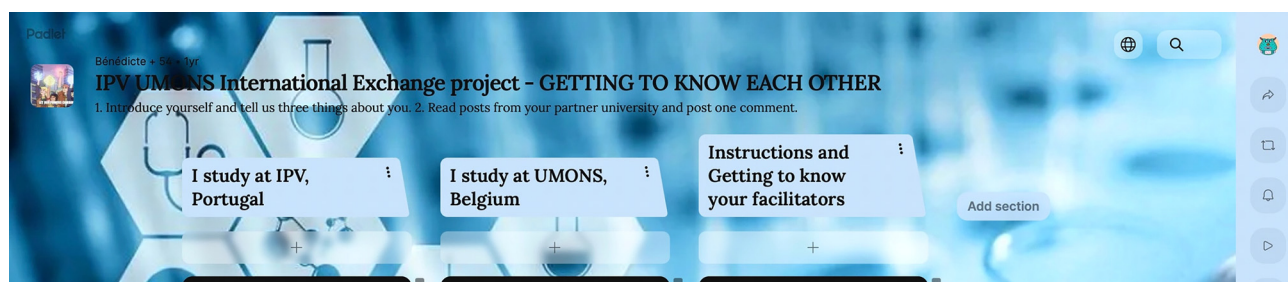 Padlet
Bénédicte + 54 • 1yr
IPV UMONS International Exchange project - GETTING TO KNOW EACH OTHER
1. Introduce yourself and tell us three things about you. 2. Read posts from your partner university and post one comment.
I study at IPV,
Portugal
I study at UMONS,
Belgium
Instructions and
Getting to know
your facilitators
Add section